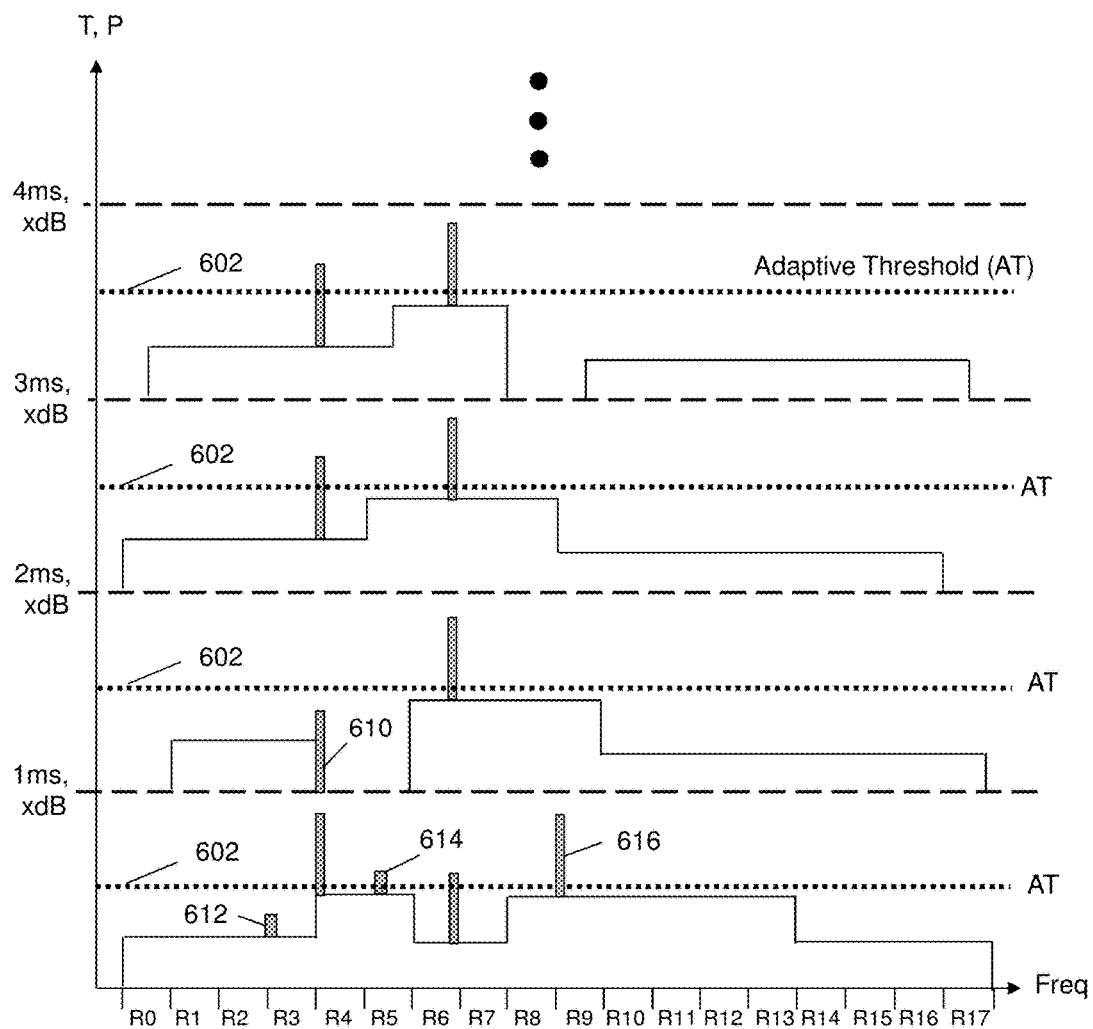 T, P
4ms,
xdB
602
Adaptive Threshold (AT)
3ms,
xdB
602
AT
2ms,
xdB
602
AT
610
1ms,
xdB
602
614
616
AT
612
Freq
R0 R1 R2 R3 R4 R5 R6 R7 R8 R9 R10 R11 R12 R13 R14 R15 R16 R17